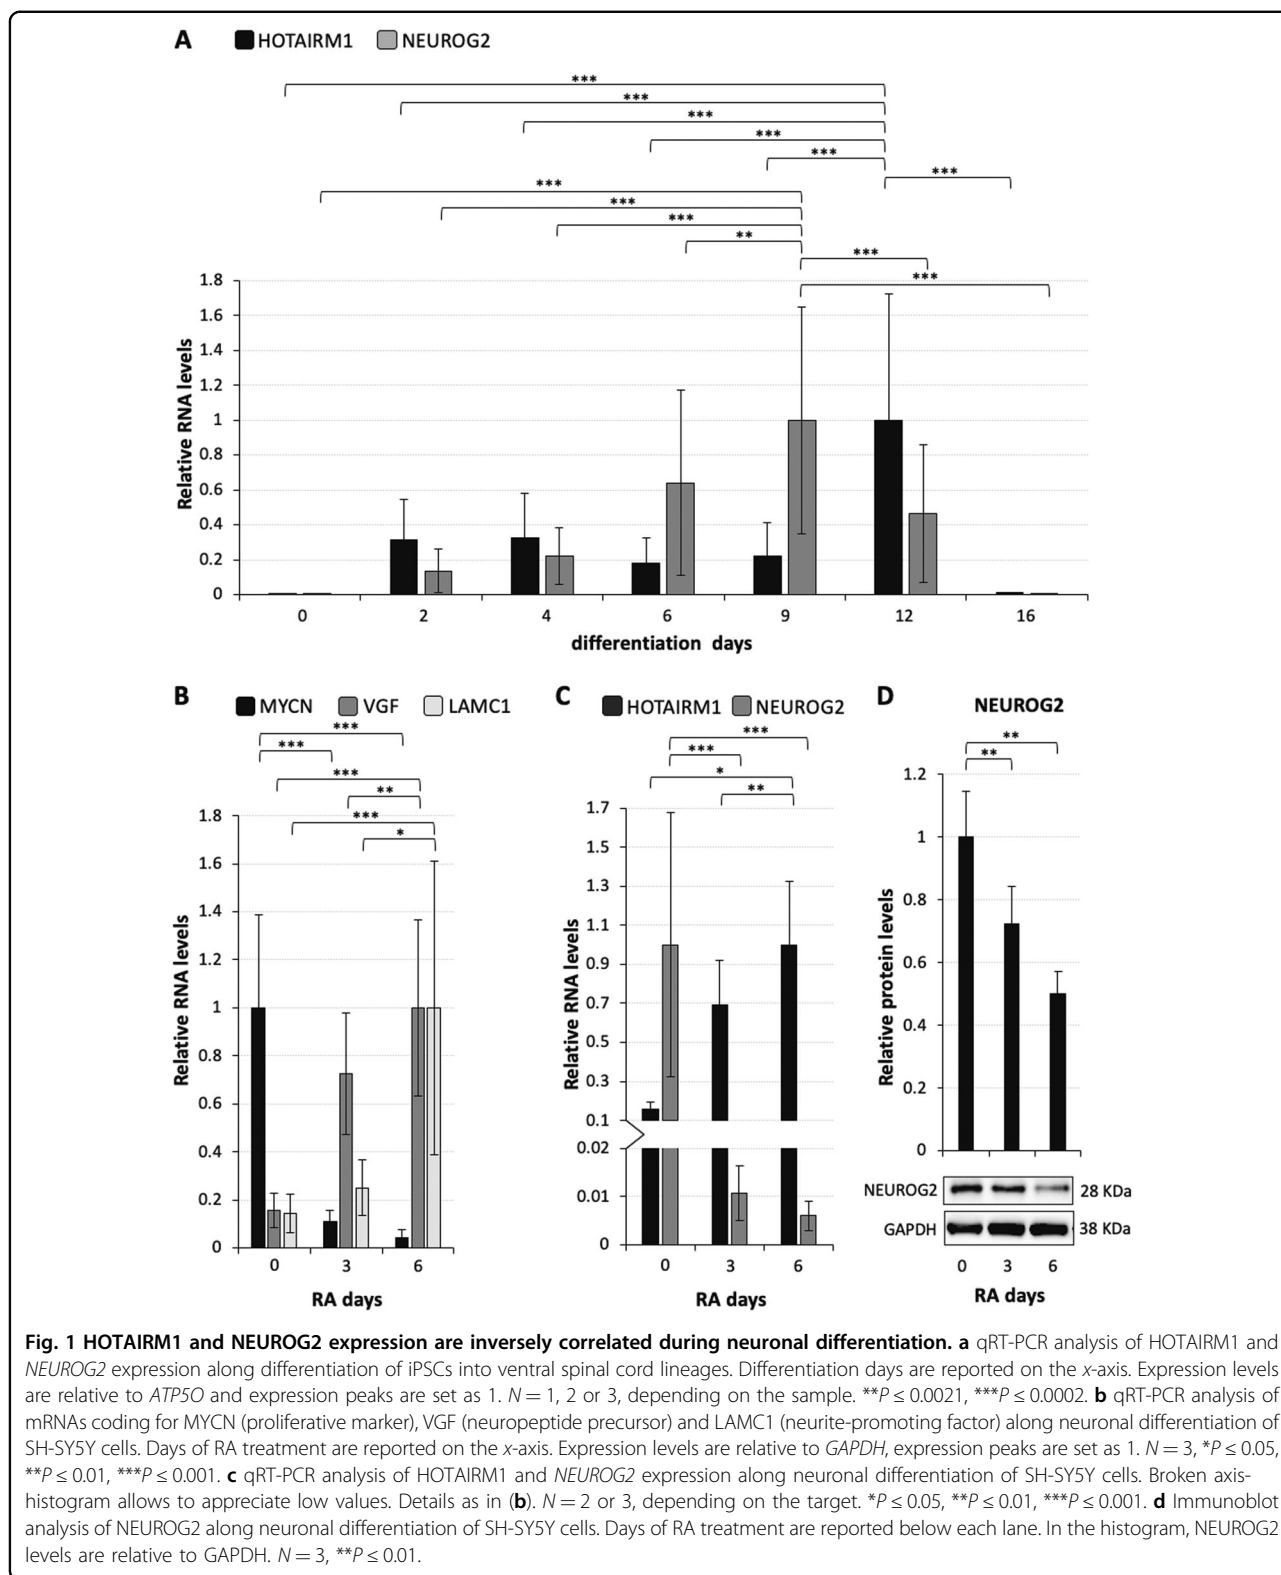 A
HOTAIRM1 NEUROG2
***
***
***
***
***
***
***
***
***
**
***
***
Relative RNA levels
1.8
1.6
1.4
1.2
1
0.8
0.6
0.4
0.2
0
0 2 4 6 9 12 16
differentiation days
B
MYCN VGF LAMC1
***
***
***
**
***
*
Relative RNA levels
1.8
1.6
1.4
1.2
1
0.8
0.6
0.4
0.2
0
0 3 6
RA days
C
HOTAIRM1 NEUROG2
***
***
*
**
Relative RNA levels
1.7
1.5
1.3
1.1
0.9
0.7
0.5
0.3
0.1
0.02
0.01
0
0 3 6
RA days
D
NEUROG2
**
**
Relative protein levels
1.2
1
0.8
0.6
0.4
0.2
0
NEUROG2 28 KDa
GAPDH 38 KDa
0 3 6
RA days
Fig. 1 HOTAIRM1 and NEUROG2 expression are inversely correlated during neuronal differentiation. a qRT-PCR analysis of HOTAIRM1 and
NEUROG2 expression along differentiation of iPSCs into ventral spinal cord lineages. Differentiation days are reported on the x-axis. Expression levels
are relative to ATP5O and expression peaks are set as 1. N = 1, 2 or 3, depending on the sample. **P ≤ 0.0021, ***P ≤ 0.0002. b qRT-PCR analysis of
mRNAs coding for MYCN (proliferative marker), VGF (neuropeptide precursor) and LAMC1 (neurite-promoting factor) along neuronal differentiation of
SH-SY5Y cells. Days of RA treatment are reported on the x-axis. Expression levels are relative to GAPDH, expression peaks are set as 1. N = 3, *P ≤ 0.05,
**P ≤ 0.01, ***P ≤ 0.001. c qRT-PCR analysis of HOTAIRM1 and NEUROG2 expression along neuronal differentiation of SH-SY5Y cells. Broken axis-
histogram allows to appreciate low values. Details as in (b). N = 2 or 3, depending on the target. *P ≤ 0.05, **P ≤ 0.01, ***P ≤ 0.001. d Immunoblot
analysis of NEUROG2 along neuronal differentiation of SH-SY5Y cells. Days of RA treatment are reported below each lane. In the histogram, NEUROG2
levels are relative to GAPDH. N = 3, **P ≤ 0.01.